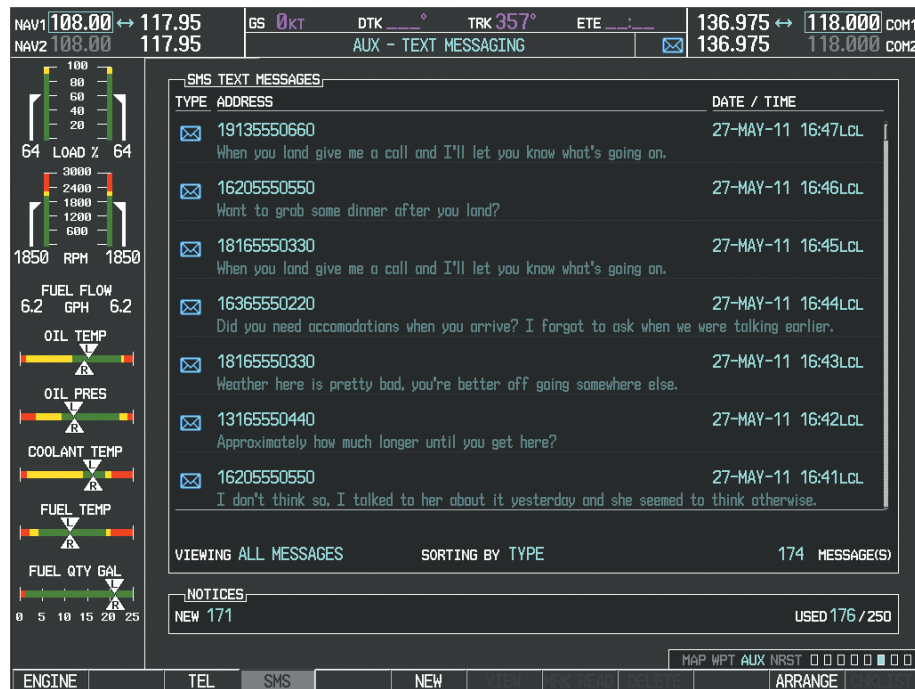 NAV1 108.00 ↔ 117.95 GS 0KT DTK ___° TRK 357° ETE __:__ 136.975 ↔ 118.000 COM1
NAV2 108.00 117.95 AUX - TEXT MESSAGING 136.975 118.000 COM2
100
80
60
40
20
64 LOAD % 64
3000
2400
1800
1200
600
1850 RPM 1850
FUEL FLOW
6.2 GPH 6.2
OIL TEMP
L
R
OIL PRES
L
R
COOLANT TEMP
L
R
FUEL TEMP
L
R
FUEL QTY GAL
L
R
0 5 10 15 20 25
SMS TEXT MESSAGES
TYPE ADDRESS DATE / TIME
19135550660 27-MAY-11 16:47LCL
When you land give me a call and I'll let you know what's going on.
16205550550 27-MAY-11 16:46LCL
Want to grab some dinner after you land?
18165550330 27-MAY-11 16:45LCL
When you land give me a call and I'll let you know what's going on.
16365550220 27-MAY-11 16:44LCL
Did you need accomodations when you arrive? I forgot to ask when we were talking earlier.
18165550330 27-MAY-11 16:43LCL
Weather here is pretty bad, you're better off going somewhere else.
13165550440 27-MAY-11 16:42LCL
Approximately how much longer until you get here?
16205550550 27-MAY-11 16:41LCL
I don't think so, I talked to her about it yesterday and she seemed to think otherwise.
VIEWING ALL MESSAGES SORTING BY TYPE 174 MESSAGE(S)
NOTICES
NEW 171 USED 176 / 250
MAP WPT AUX NRST
ENGINE TEL SMS NEW VIEW MRK READ DELETE ARRANGE CHKLIST